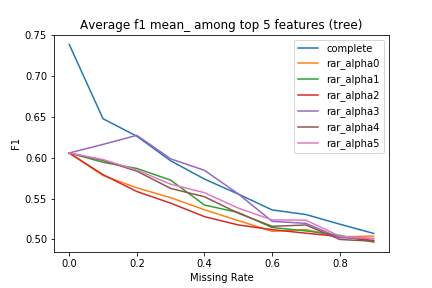 Average f1 mean_ among top 5 features (tree)
0.75
0.70
0.65
0.60
0.55
0.50
F1
complete
rar_alpha0
rar_alpha1
rar_alpha2
rar_alpha3
rar_alpha4
rar_alpha5
0.0 0.2 0.4 0.6 0.8
Missing Rate